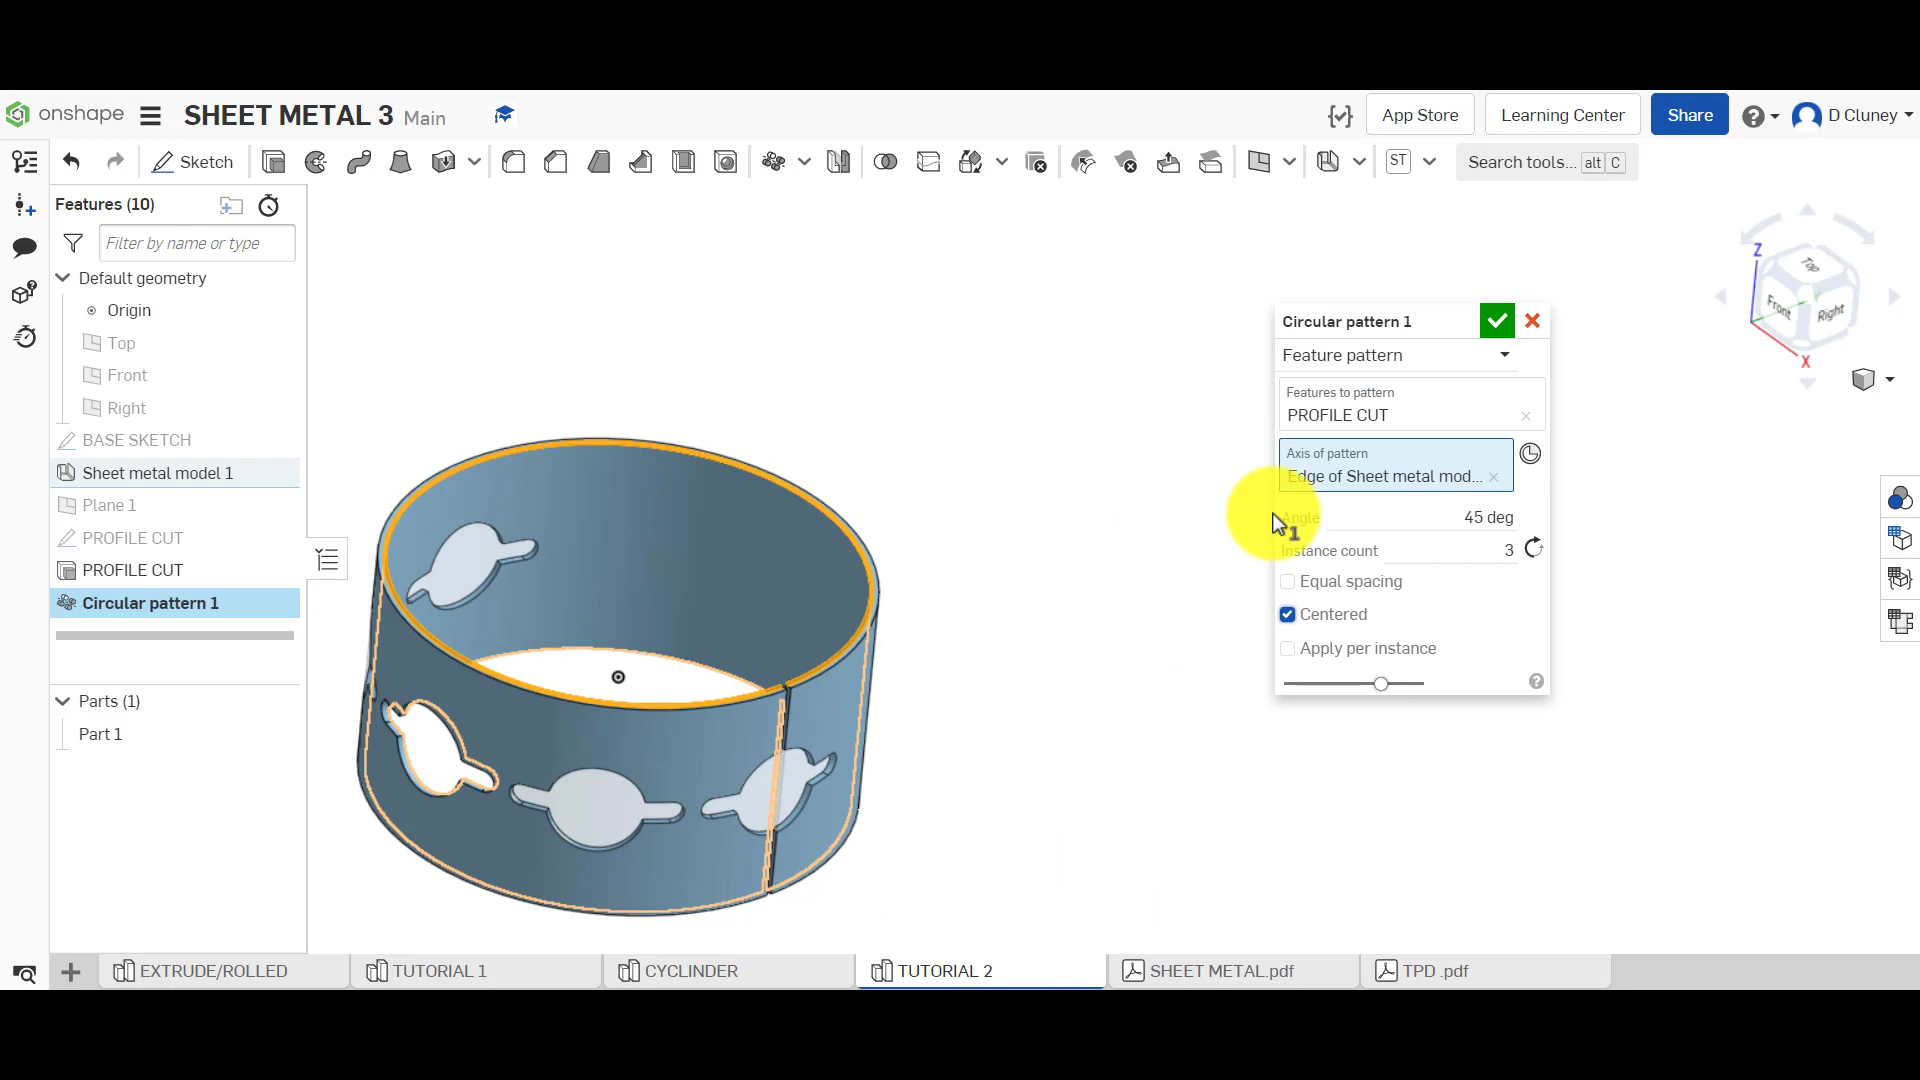 onshape SHEET METAL 3 Main App Store Learning Center Share D Cluney
Sketch ST Search tools... alt C
Features (10)
Filter by name or type
Default geometry
Origin
Top
Front
Right
BASE SKETCH
Sheet metal model 1
Plane 1
PROFILE CUT
PROFILE CUT
Circular pattern 1
Parts (1)
Part 1
Z
Top
Front
Right
X
Circular pattern 1
Feature pattern
Features to pattern
PROFILE CUT
Axis of pattern
Edge of Sheet metal mod...
Angle 45 deg
1
Instance count 3
Equal spacing
Centered
Apply per instance
EXTRUDE/ROLLED TUTORIAL 1 CYCLINDER TUTORIAL 2 SHEET METAL.pdf TPD .pdf